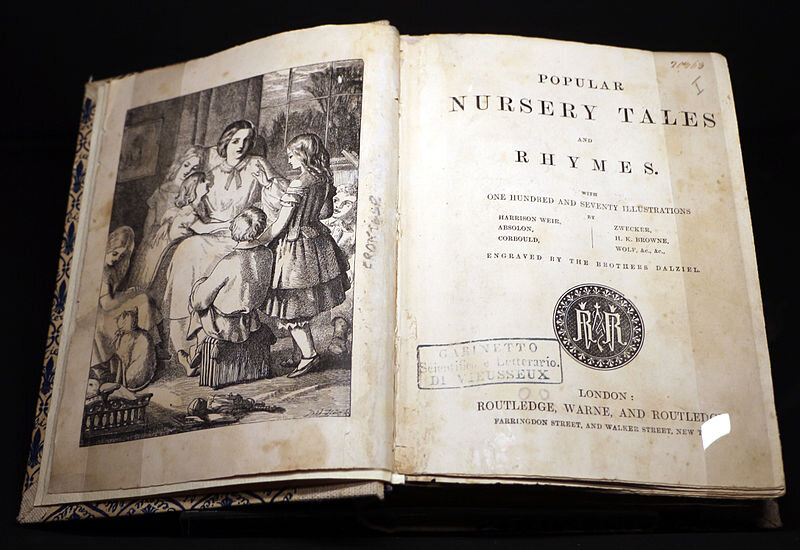 POPULAR
NURSERY TALES
AND
RHYMES.
WITH
ONE HUNDRED AND SEVENTY ILLUSTRATIONS
BY
HARRISON WEIR,
ABSOLON,
CORBOULD,
ZWECKER,
H. K. BROWNE,
WOLF, &c., &c.,
ENGRAVED BY THE BROTHERS DALZIEL.
GABINETTO
Scientifico e Letterario.
DI VIEUSSEUX
LONDON:
ROUTLEDGE, WARNE, AND ROUTLEDG
FARRINGDON STREET, AND WALKER STREET, NEW